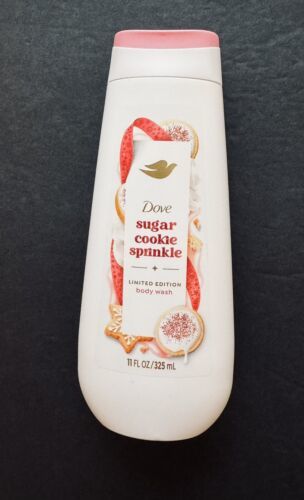 Dove
sugar
cookie
sprinkle
LIMITED EDITION
body wash
11 FL OZ/325 mL